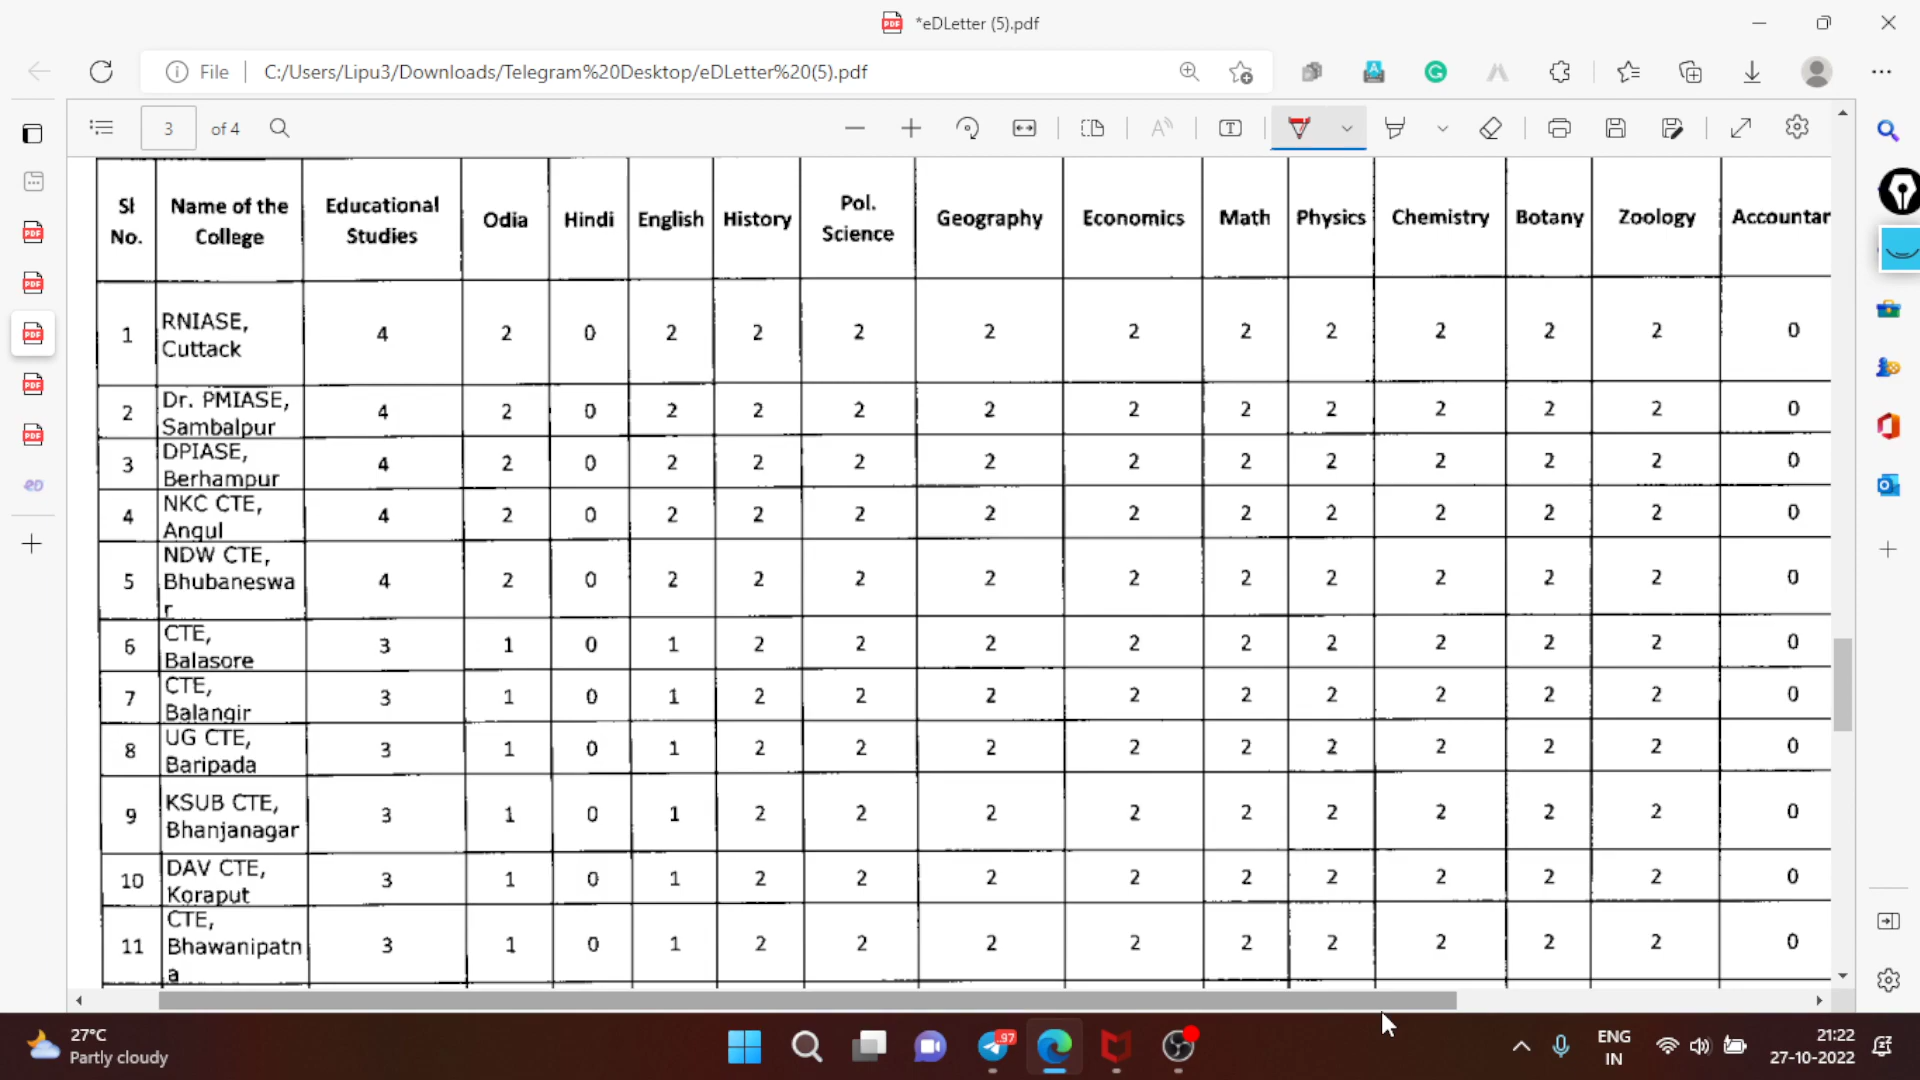 *eDLetter (5).pdf
File
C:/Users/Lipu3/Downloads/Telegram%20Desktop/eDLetter%20(5).pdf
3 of 4
Sl No. Name of the College Educational Studies Odia Hindi English History Pol. Science Geography Economics Math Physics Chemistry Botany Zoology Accountan
1 RNIASE, Cuttack 4 2 0 2 2 2 2 2 2 2 2 2 2 0
2 Dr. PMIASE, Sambalpur 4 2 0 2 2 2 2 2 2 2 2 2 2 0
3 DPIASE, Berhampur 4 2 0 2 2 2 2 2 2 2 2 2 2 0
4 NKC CTE, Angul 4 2 0 2 2 2 2 2 2 2 2 2 2 0
5 NDW CTE, Bhubaneswar 4 2 0 2 2 2 2 2 2 2 2 2 2 0
6 CTE, Balasore 3 1 0 1 2 2 2 2 2 2 2 2 2 0
7 CTE, Balangir 3 1 0 1 2 2 2 2 2 2 2 2 2 0
8 UG CTE, Baripada 3 1 0 1 2 2 2 2 2 2 2 2 2 0
9 KSUB CTE, Bhanjanagar 3 1 0 1 2 2 2 2 2 2 2 2 2 0
10 DAV CTE, Koraput 3 1 0 1 2 2 2 2 2 2 2 2 2 0
11 CTE, Bhawanipatna 3 1 0 1 2 2 2 2 2 2 2 2 2 0
27°C
Partly cloudy
97
ENG
IN
21:22
27-10-2022